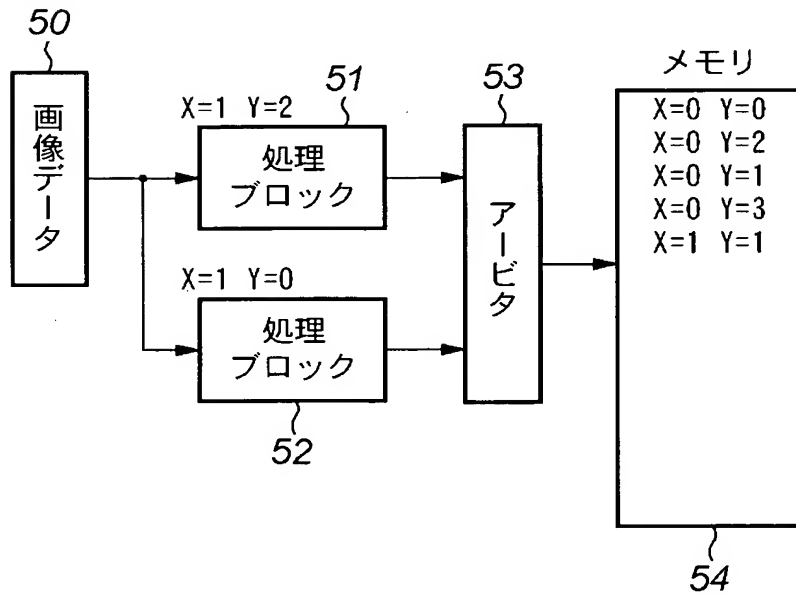 50
画像データ
X=1 Y=2
51
処理
ブロック
X=1 Y=0
処理
ブロック
52
53
アービタ
メモリ
X=0 Y=0
X=0 Y=2
X=0 Y=1
X=0 Y=3
X=1 Y=1
54